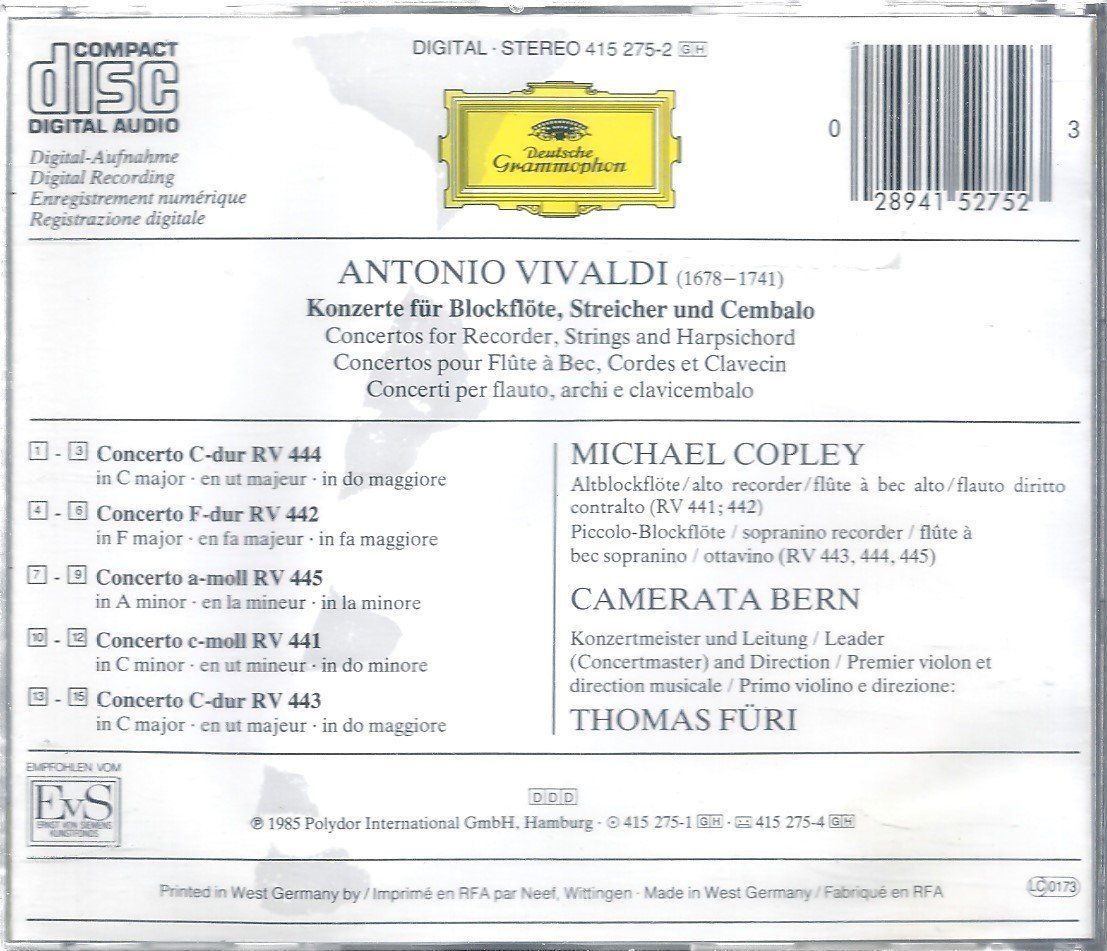 COMPACT
disc
DIGITAL AUDIO
Digital-Aufnahme
Digital Recording
Enregistrement numérique
Registrazione digitale
DIGITAL · STEREO 415 275-2 GH
Deutsche
Grammophon
0 28941 52752 3
ANTONIO VIVALDI (1678–1741)
Konzerte für Blockflöte, Streicher und Cembalo
Concertos for Recorder, Strings and Harpsichord
Concertos pour Flûte à Bec, Cordes et Clavecin
Concerti per flauto, archi e clavicembalo
1 - 3 Concerto C-dur RV 444
in C major · en ut majeur · in do maggiore
4 - 6 Concerto F-dur RV 442
in F major · en fa majeur · in fa maggiore
7 - 9 Concerto a-moll RV 445
in A minor · en la mineur · in la minore
10 - 12 Concerto c-moll RV 441
in C minor · en ut mineur · in do minore
13 - 15 Concerto C-dur RV 443
in C major · en ut majeur · in do maggiore
MICHAEL COPLEY
Altblockflöte/alto recorder/flûte à bec alto/flauto diritto
contralto (RV 441; 442)
Piccolo-Blockflöte / sopranino recorder / flûte à
bec sopranino / ottavino (RV 443, 444, 445)
CAMERATA BERN
Konzertmeister und Leitung / Leader
(Concertmaster) and Direction / Premier violon et
direction musicale / Primo violino e direzione:
THOMAS FÜRI
EMPFOHLEN VOM
EvS
ERNST VON SIEMENS
KUNSTFONDS
DDD
℗ 1985 Polydor International GmbH, Hamburg · 415 275-1 GH · 415 275-4 GH
Printed in West Germany by / Imprimé en RFA par Neef, Wittingen · Made in West Germany / Fabriqué en RFA
LC 0173